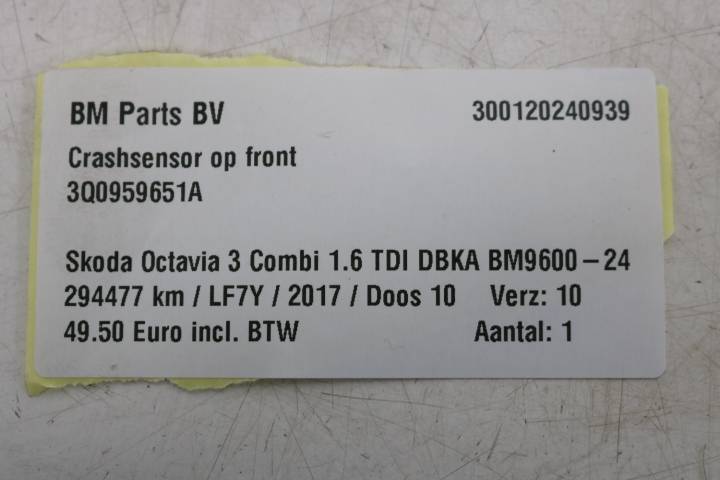 BM Parts BV 300120240939
Crashsensor op front
3Q0959651A
Skoda Octavia 3 Combi 1.6 TDI DBKA BM9600-24
294477 km / LF7Y / 2017 / Doos 10 Verz: 10
49.50 Euro incl. BTW Aantal: 1